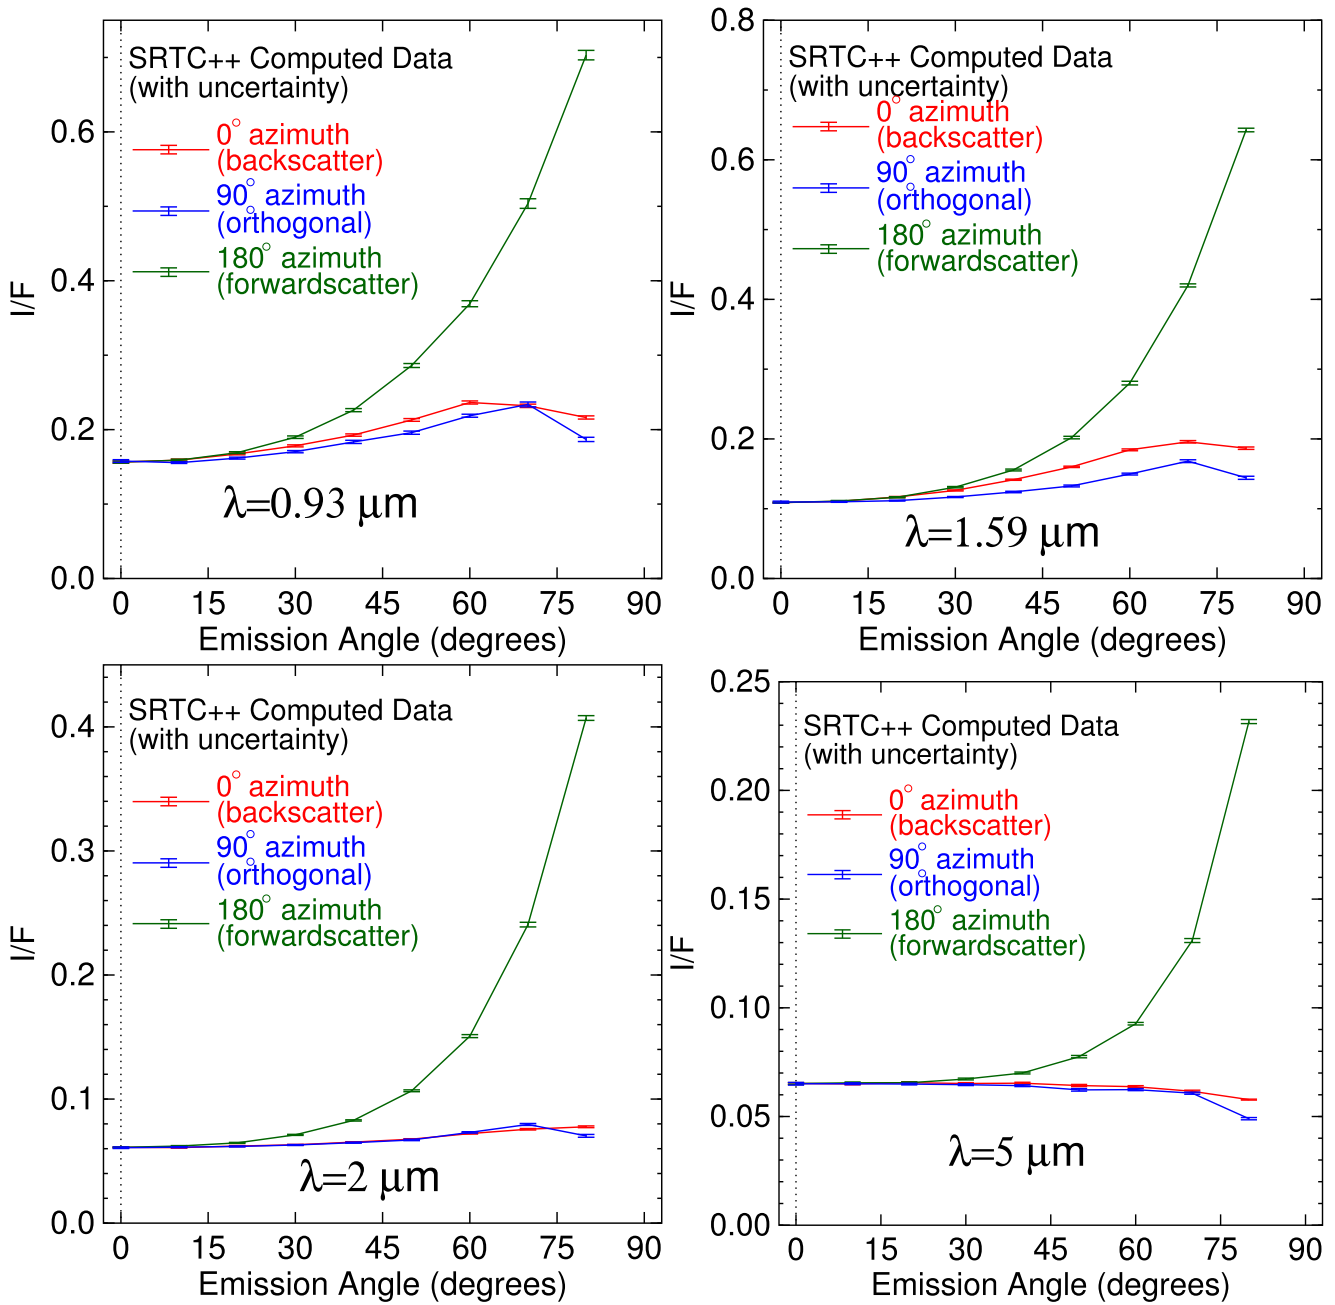 SRTC++ Computed Data
(with uncertainty)
0° azimuth
(backscatter)
90° azimuth
(orthogonal)
180° azimuth
(forwardscatter)
0.6
0.4
0.2
0.0
I/F
λ=0.93 μm
0 15 30 45 60 75 90
Emission Angle (degrees)
SRTC++ Computed Data
(with uncertainty)
0° azimuth
(backscatter)
90° azimuth
(orthogonal)
180° azimuth
(forwardscatter)
0.8
0.6
0.4
0.2
0.0
I/F
λ=1.59 μm
0 15 30 45 60 75 90
Emission Angle (degrees)
SRTC++ Computed Data
(with uncertainty)
0° azimuth
(backscatter)
90° azimuth
(orthogonal)
180° azimuth
(forwardscatter)
0.4
0.3
0.2
0.1
0.0
I/F
λ=2 μm
0 15 30 45 60 75 90
Emission Angle (degrees)
SRTC++ Computed Data
(with uncertainty)
0° azimuth
(backscatter)
90° azimuth
(orthogonal)
180° azimuth
(forwardscatter)
0.25
0.20
0.15
0.10
0.05
0.00
I/F
λ=5 μm
0 15 30 45 60 75 90
Emission Angle (degrees)